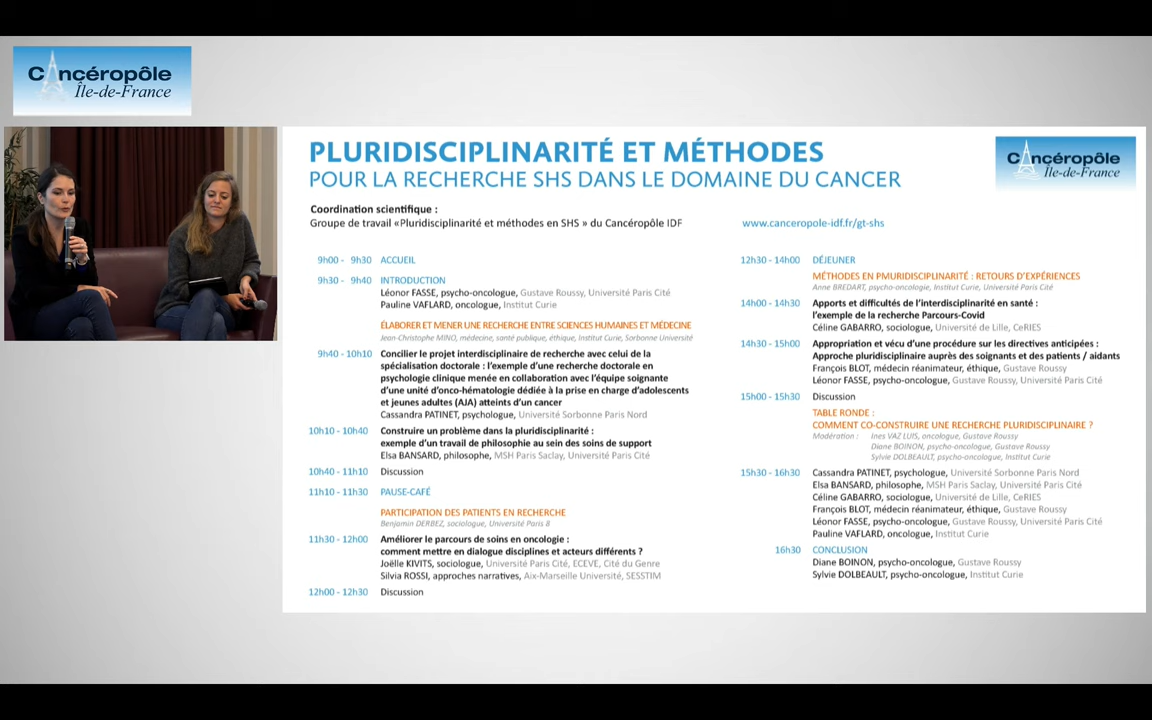 Cancéropôle
Île-de-France
PLURIDISCIPLINARITÉ ET MÉTHODES
POUR LA RECHERCHE SHS DANS LE DOMAINE DU CANCER
Cancéropôle
Île-de-France
Coordination scientifique :
Groupe de travail «Pluridisciplinarité et méthodes en SHS » du Cancéropôle IDF
www.canceropole-idf.fr/gt-shs
9h00 - 9h30 ACCUEIL
9h30 - 9h40 INTRODUCTION
Léonor FASSE, psycho-oncologue, Gustave Roussy, Université Paris Cité
Pauline VAFLARD, oncologue, Institut Curie
ÉLABORER ET MENER UNE RECHERCHE ENTRE SCIENCES HUMAINES ET MÉDECINE
Jean-Christophe MINO, médecine, santé publique, éthique, Institut Curie, Sorbonne Université
9h40 - 10h10 Concilier le projet interdisciplinaire de recherche avec celui de la
spécialisation doctorale : l'exemple d'une recherche doctorale en
psychologie clinique menée en collaboration avec l'équipe soignante
d'une unité d'onco-hématologie dédiée à la prise en charge d'adolescents
et jeunes adultes (AJA) atteints d'un cancer
Cassandra PATINET, psychologue, Université Sorbonne Paris Nord
10h10 - 10h40 Construire un problème dans la pluridisciplinarité :
exemple d'un travail de philosophie au sein des soins de support
Elsa BANSARD, philosophe, MSH Paris Saclay, Université Paris Cité
10h40 - 11h10 Discussion
11h10 - 11h30 PAUSE-CAFÉ
PARTICIPATION DES PATIENTS EN RECHERCHE
Benjamin DERBEZ, sociologue, Université Paris 8
11h30 - 12h00 Améliorer le parcours de soins en oncologie :
comment mettre en dialogue disciplines et acteurs différents ?
Joëlle KIVITS, sociologue, Université Paris Cité, ECEVE, Cité du Genre
Silvia ROSSI, approches narratives, Aix-Marseille Université, SESSTIM
12h00 - 12h30 Discussion
12h30 - 14h00 DÉJEUNER
MÉTHODES EN PMURIDISCIPLINARITÉ : RETOURS D'EXPÉRIENCES
Anne BREDART, psycho-oncologie, Institut Curie, Université Paris Cité
14h00 - 14h30 Apports et difficultés de l'interdisciplinarité en santé :
l'exemple de la recherche Parcours-Covid
Céline GABARRO, sociologue, Université de Lille, CeRIES
14h30 - 15h00 Appropriation et vécu d'une procédure sur les directives anticipées :
Approche pluridisciplinaire auprès des soignants et des patients / aidants
François BLOT, médecin réanimateur, éthique, Gustave Roussy
Léonor FASSE, psycho-oncologue, Gustave Roussy, Université Paris Cité
15h00 - 15h30 Discussion
TABLE RONDE :
COMMENT CO-CONSTRUIRE UNE RECHERCHE PLURIDISCIPLINAIRE ?
Modération : Ines VAZ LUIS, oncologue, Gustave Roussy
Diane BOINON, psycho-oncologue, Gustave Roussy
Sylvie DOLBEAULT, psycho-oncologue, Institut Curie
15h30 - 16h30 Cassandra PATINET, psychologue, Université Sorbonne Paris Nord
Elsa BANSARD, philosophe, MSH Paris Saclay, Université Paris Cité
Céline GABARRO, sociologue, Université de Lille, CeRIES
François BLOT, médecin réanimateur, éthique, Gustave Roussy
Léonor FASSE, psycho-oncologue, Gustave Roussy, Université Paris Cité
Pauline VAFLARD, oncologue, Institut Curie
16h30 CONCLUSION
Diane BOINON, psycho-oncologue, Gustave Roussy
Sylvie DOLBEAULT, psycho-oncologue, Institut Curie